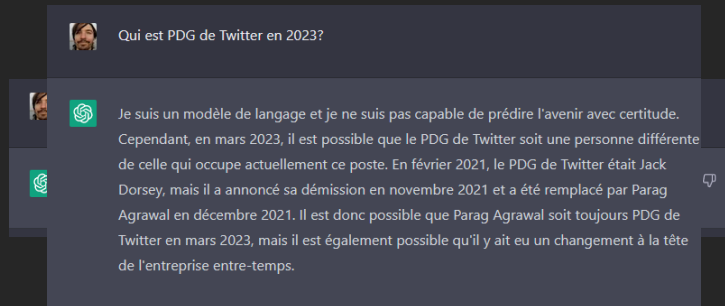 Qui est PDG de Twitter en 2023?
Je suis un modèle de langage et je ne suis pas capable de prédire l'avenir avec certitude.
Cependant, en mars 2023, il est possible que le PDG de Twitter soit une personne différente
de celle qui occupe actuellement ce poste. En février 2021, le PDG de Twitter était Jack
Dorsey, mais il a annoncé sa démission en novembre 2021 et a été remplacé par Parag
Agrawal en décembre 2021. Il est donc possible que Parag Agrawal soit toujours PDG de
Twitter en mars 2023, mais il est également possible qu'il y ait eu un changement à la tête
de l'entreprise entre-temps.